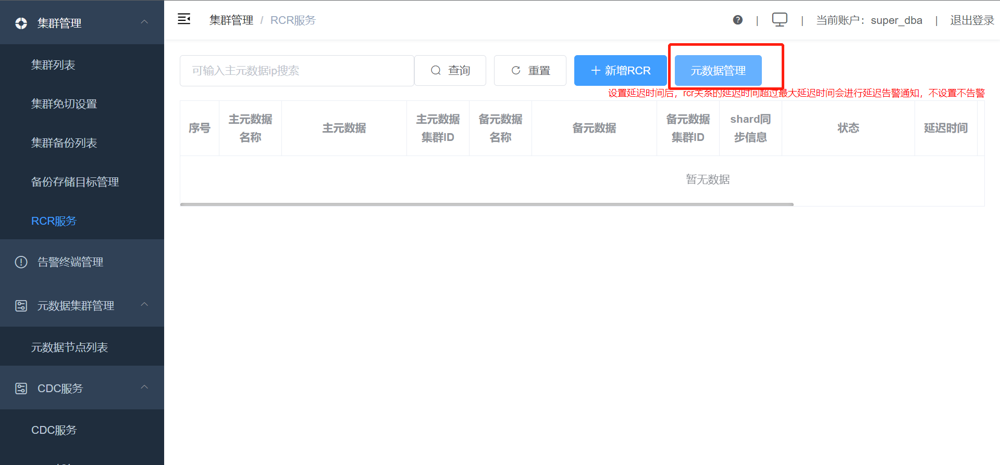 集群管理
集群列表
集群免切设置
集群备份列表
备份存储目标管理
RCR服务
告警终端管理
元数据集群管理
元数据节点列表
CDC服务
CDC服务
集群管理 / RCR服务
| 当前账户：super_dba | 退出登录
可输入主元数据ip搜索
查询
重置
新增RCR
元数据管理
设置延迟时间后，rcr关系的延迟时间超过最大延迟时间会进行延迟告警通知，不设置不告警
序号
主元数据
名称
主元数据
主元数据
集群ID
备元数据
名称
备元数据
备元数据
集群ID
shard同
步信息
状态
延迟时间
暂无数据